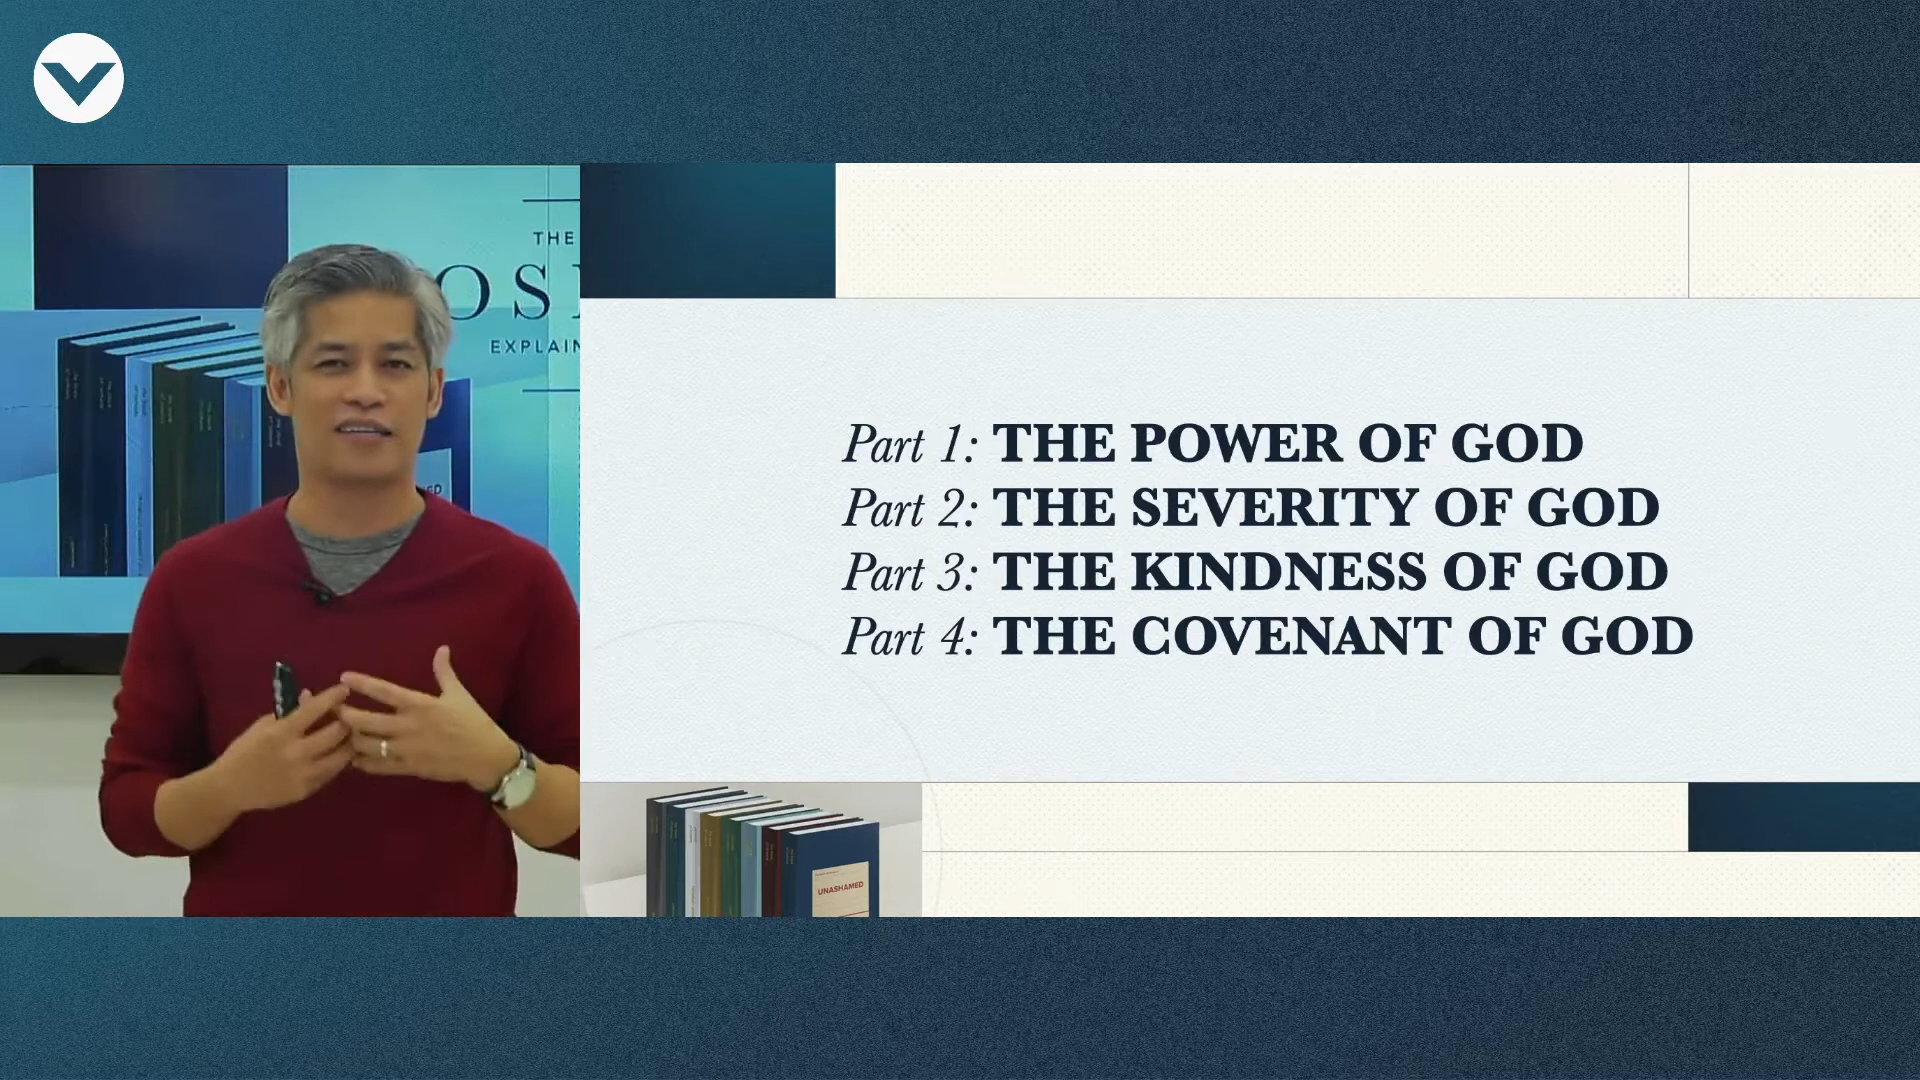 THE
OS
EXPLAIN
Part 1: THE POWER OF GOD
Part 2: THE SEVERITY OF GOD
Part 3: THE KINDNESS OF GOD
Part 4: THE COVENANT OF GOD
UNASHAMED